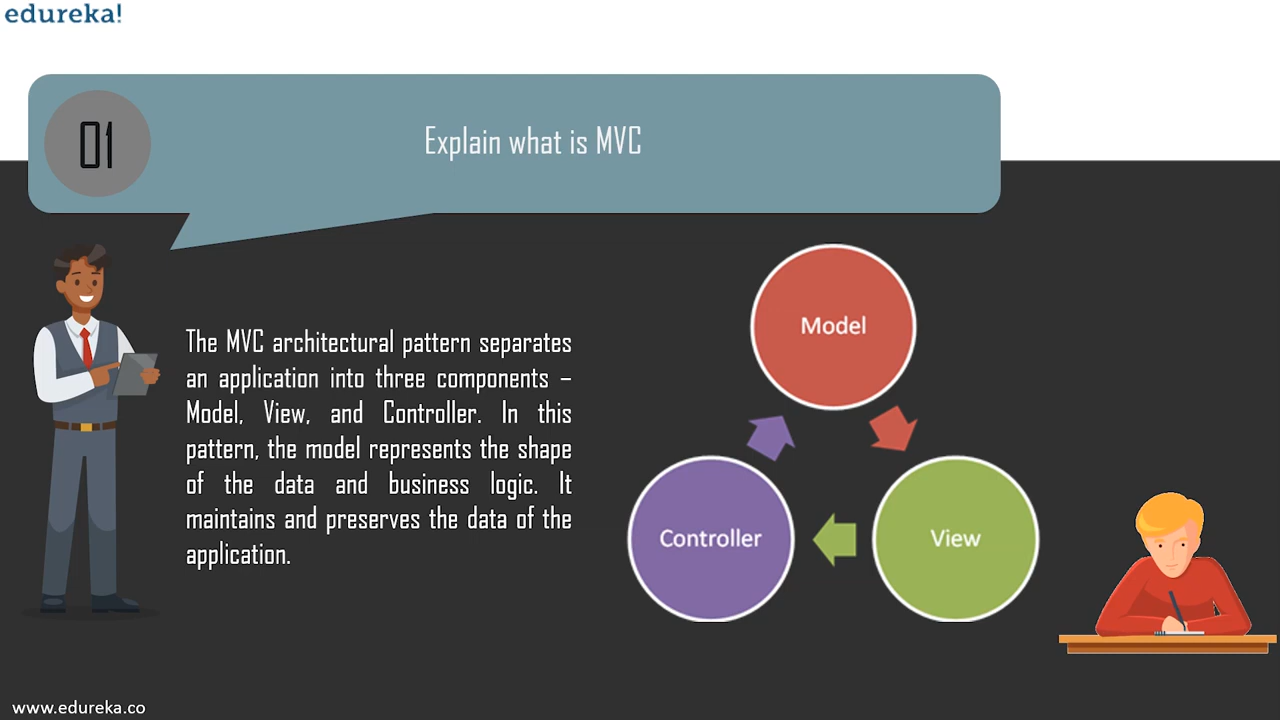 edureka!
01
Explain what is MVC
The MVC architectural pattern separates
an application into three components –
Model, View, and Controller. In this
pattern, the model represents the shape
of the data and business logic. It
maintains and preserves the data of the
application.
Model
Controller
View
www.edureka.co